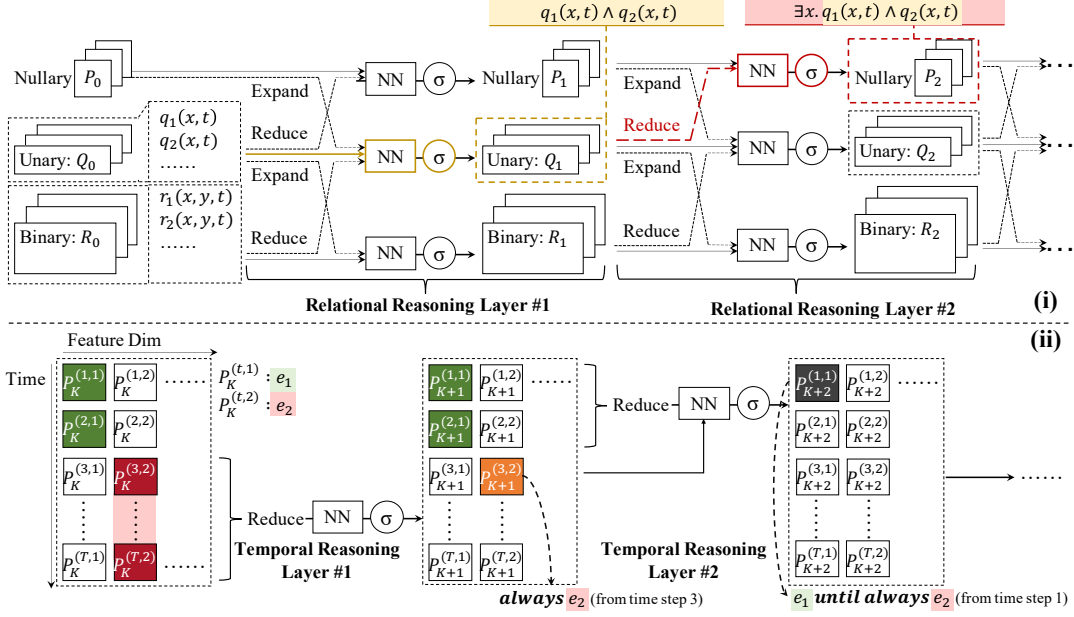 q₁(x, t) ∧ q₂(x, t)
∃x. q₁(x, t) ∧ q₂(x, t)
Nullary P₀
NN
σ
Nullary P₁
NN
σ
Nullary P₂
......
Expand
Reduce
Expand
Reduce
Unary: Q₀
q₁(x, t)
q₂(x, t)
......
NN
σ
Unary: Q₁
Reduce
Expand
Reduce
Expand
NN
σ
Unary: Q₂
...
Binary: R₀
r₁(x, y, t)
r₂(x, y, t)
......
NN
σ
Binary: R₁
NN
σ
Binary: R₂
...
Relational Reasoning Layer #1
Relational Reasoning Layer #2
(i)
(ii)
Feature Dim
Time
P_K^(1,1) P_K^(1,2) ......
P_K^(2,1) P_K^(2,2)
P_K^(3,1) P_K^(3,2)
P_K^(T,1) P_K^(T,2) ......
P_K^(t,1) : e₁
P_K^(t,2) : e₂
Reduce
NN
σ
Temporal Reasoning
Layer #1
P_{K+1}^(1,1) P_{K+1}^(1,2) ......
P_{K+1}^(2,1) P_{K+1}^(2,2)
P_{K+1}^(3,1) P_{K+1}^(3,2)
P_{K+1}^(T,1) P_{K+1}^(T,2)
always e₂ (from time step 3)
Reduce
NN
σ
Temporal Reasoning
Layer #2
P_{K+2}^(1,1) P_{K+2}^(1,2) ......
P_{K+2}^(2,1) P_{K+2}^(2,2)
P_{K+2}^(3,1) P_{K+2}^(3,2)
P_{K+2}^(T,1) P_{K+2}^(T,2)
......
e₁ until always e₂ (from time step 1)